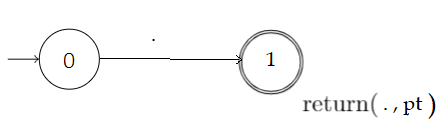 .
0
1
return( . , pt )